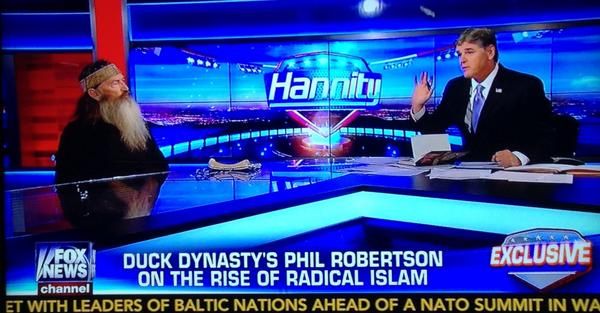 Hannity
FOX
NEWS
channel
DUCK DYNASTY'S PHIL ROBERTSON
ON THE RISE OF RADICAL ISLAM
EXCLUSIVE
ET WITH LEADERS OF BALTIC NATIONS AHEAD OF A NATO SUMMIT IN WA